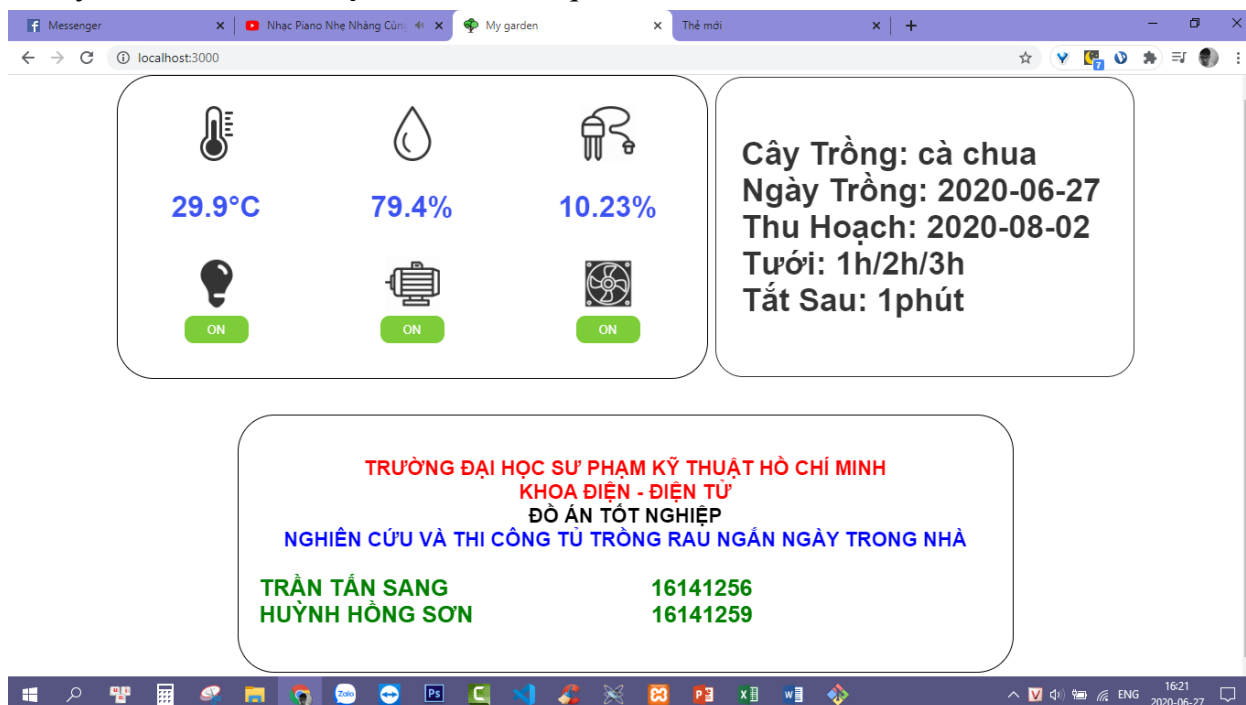 Messenger
Nhạc Piano Nhẹ Nhàng Cùng
My garden
Thẻ mới
localhost:3000
7
29.9°C 79.4% 10.23%
ON ON ON
Cây Trồng: cà chua
Ngày Trồng: 2020-06-27
Thu Hoạch: 2020-08-02
Tưới: 1h/2h/3h
Tắt Sau: 1phút
TRƯỜNG ĐẠI HỌC SƯ PHẠM KỸ THUẬT HỒ CHÍ MINH
KHOA ĐIỆN - ĐIỆN TỬ
ĐỒ ÁN TỐT NGHIỆP
NGHIÊN CỨU VÀ THI CÔNG TỦ TRỒNG RAU NGẮN NGÀY TRONG NHÀ
TRẦN TẤN SANG 16141256
HUỲNH HỒNG SƠN 16141259
Zalo
Ps
ENG
16:21
2020-06-27